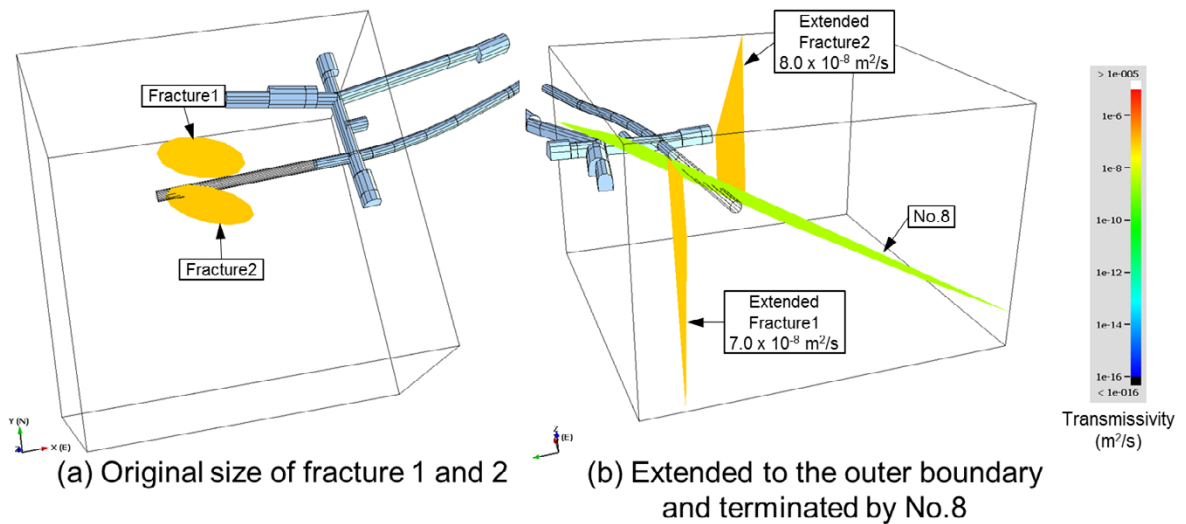 Fracture1
Fracture2
Y (N)
Z
X (E)
(a) Original size of fracture 1 and 2
Extended
Fracture2
8.0 x 10⁻⁸ m²/s
No.8
Extended
Fracture1
7.0 x 10⁻⁸ m²/s
Z
(E)
(b) Extended to the outer boundary
and terminated by No.8
> 1e-005
1e-6
1e-8
1e-10
1e-12
1e-14
1e-16
< 1e-016
Transmissivity
(m²/s)